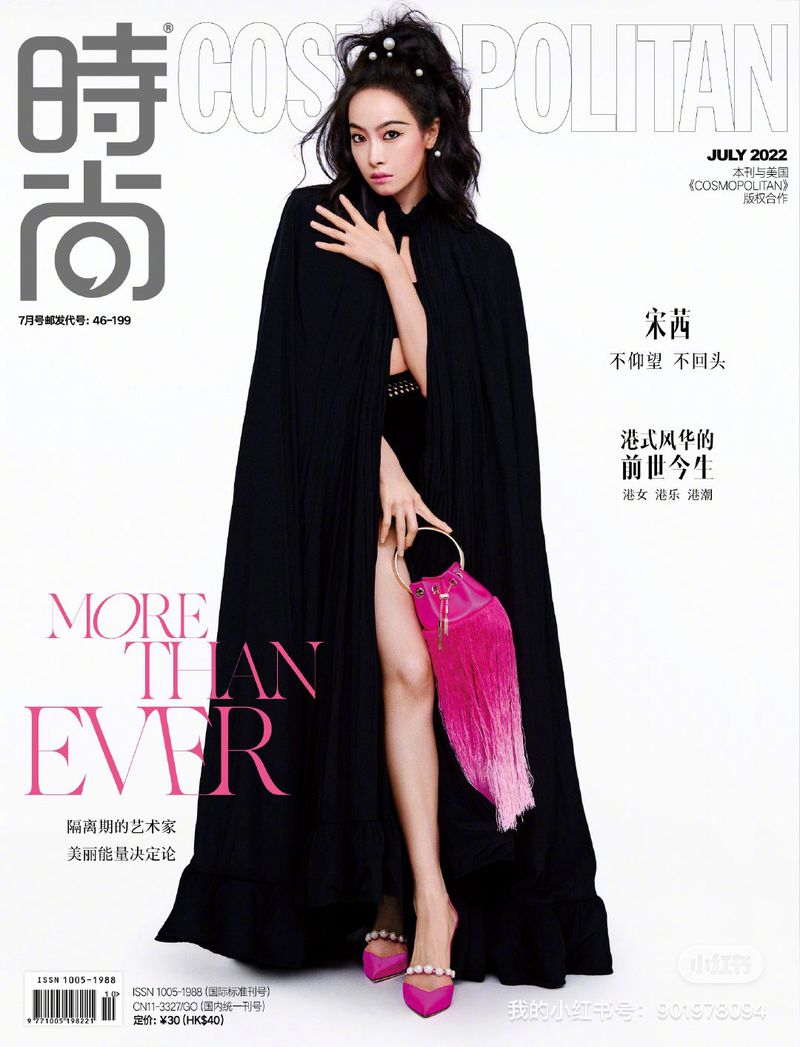 時尚®
COSMOPOLITAN
JULY 2022
本刊与美国
《COSMOPOLITAN》
版权合作
7月号邮发代号：46-199
宋茜
不仰望 不回头
港式风华的
前世今生
港女 港乐 港潮
MORE
THAN
EVER
隔离期的艺术家
美丽能量决定论
ISSN 1005-1988
10>
9 771005 198221
ISSN 1005-1988 (国际标准刊号)
CN11-3327/GO (国内统一刊号)
定价: ¥30 (HK$40)
小红书
我的小红书号：901978094